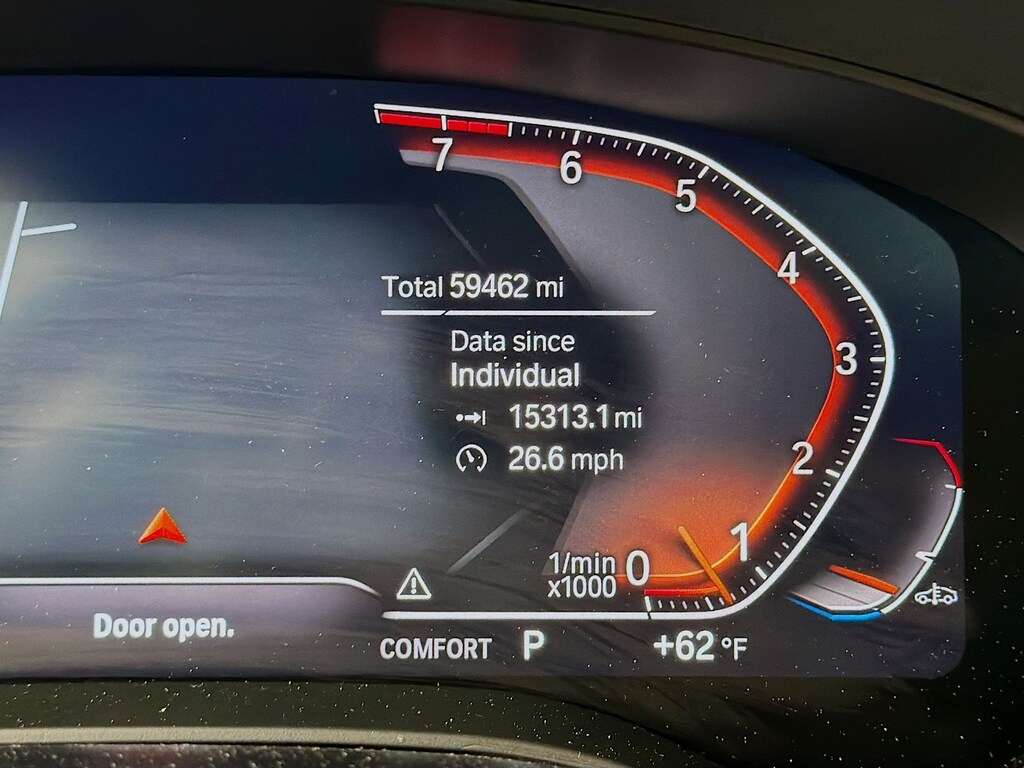 7
6
5
4
3
2
1
0
Total 59462 mi
Data since
Individual
15313.1 mi
26.6 mph
1/min
x1000
Door open.
COMFORT P +62 °F